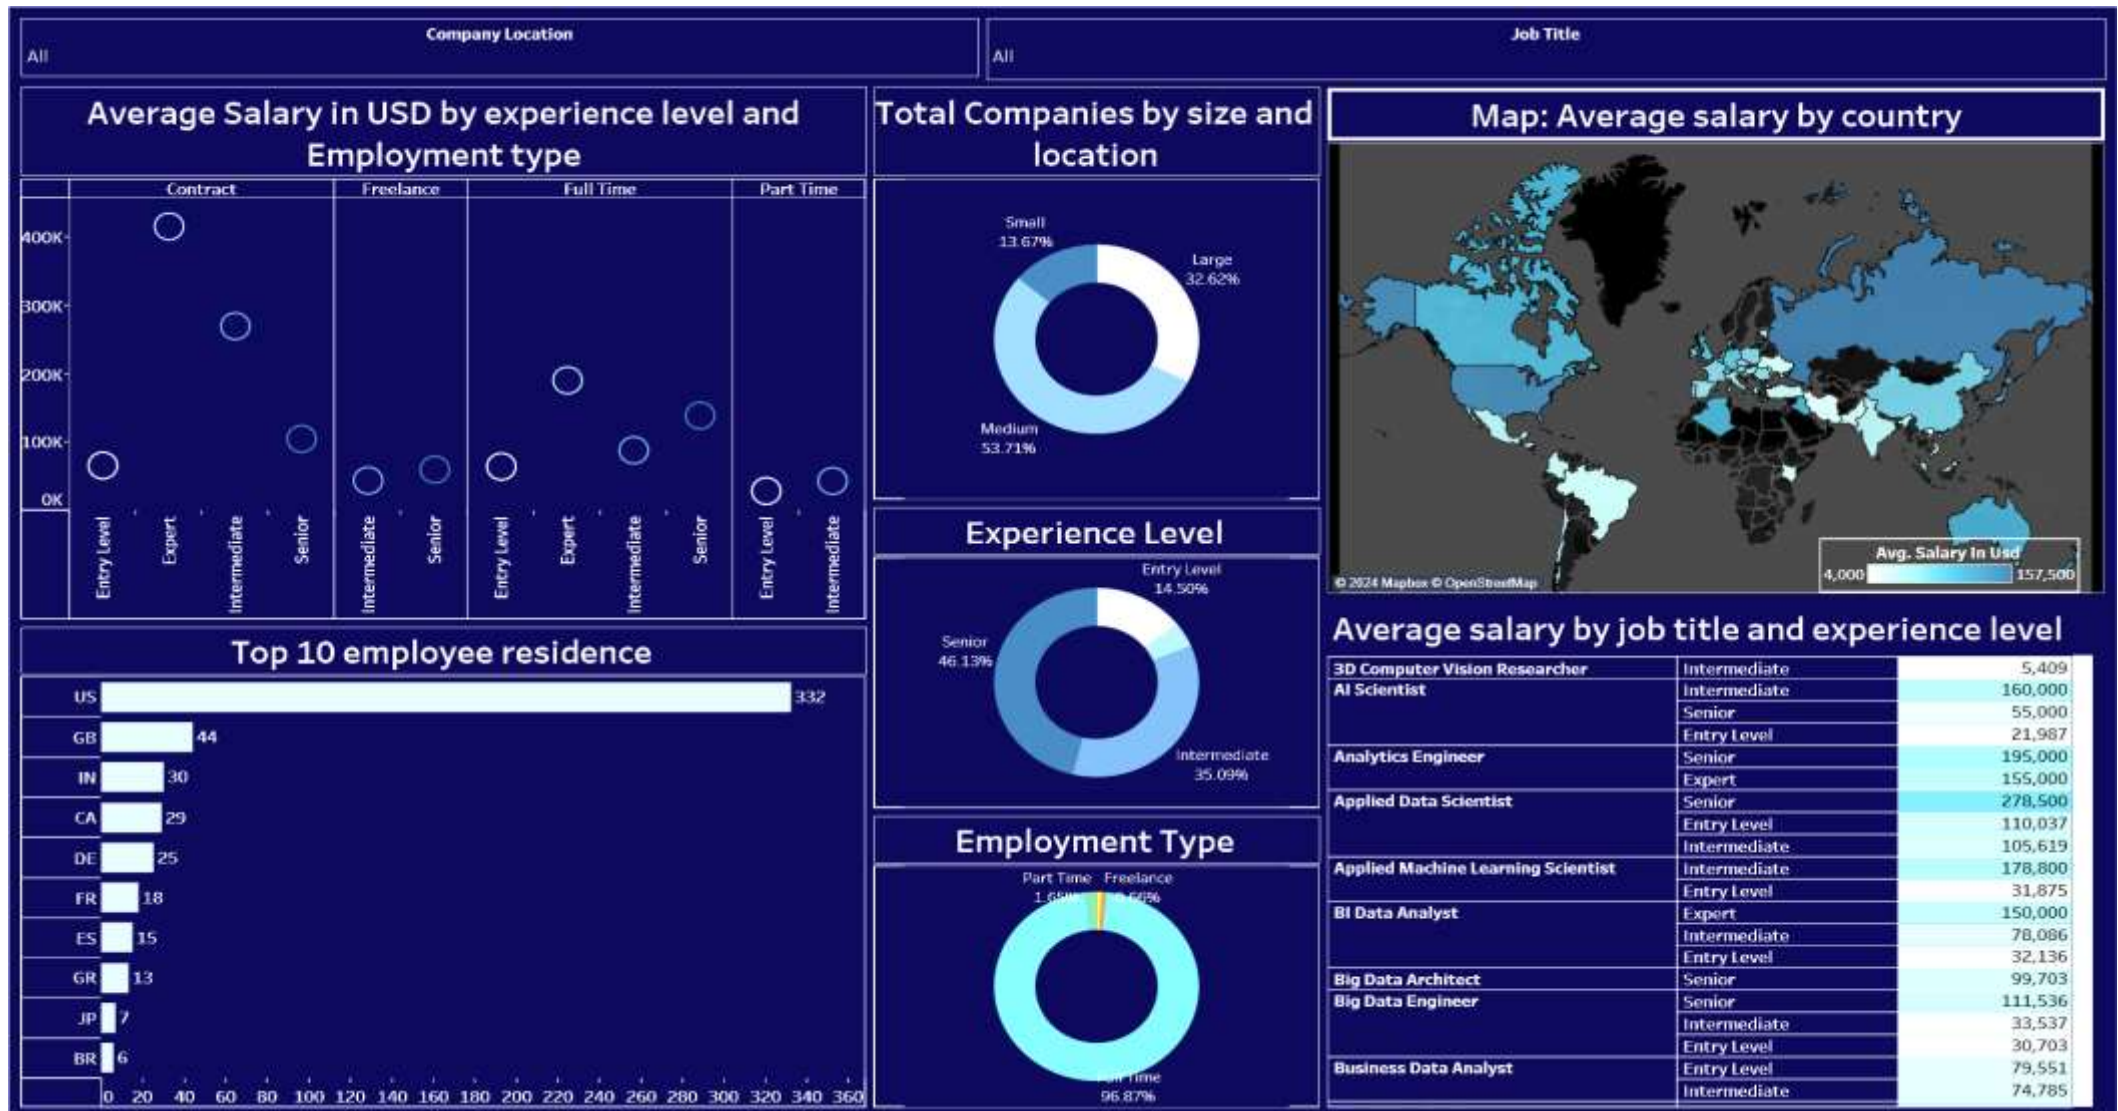 Company Location
All
Job Title
All
Average Salary in USD by experience level and
Employment type
Contract
Freelance
Full Time
Part Time
400K
300K
200K
100K
0K
Entry Level
Expert
Intermediate
Senior
Intermediate
Senior
Entry Level
Expert
Intermediate
Senior
Entry Level
Intermediate
Top 10 employee residence
US 332
GB 44
IN 30
CA 29
DE 25
FR 18
ES 15
GR 13
JP 7
BR 6
0 20 40 60 80 100 120 140 160 180 200 220 240 260 280 300 320 340 360
Total Companies by size and
location
Small
13.67%
Large
32.62%
Medium
53.71%
Experience Level
Entry Level
14.50%
Senior
46.13%
Intermediate
35.09%
Employment Type
Part Time Freelance
1.65%
Time
96.87%
Map: Average salary by country
Avg. Salary In Usd
4,000 157,500
© 2024 Mapbox © OpenStreetMap
Average salary by job title and experience level
3D Computer Vision Researcher Intermediate 5,409
AI Scientist Intermediate 160,000
Senior 55,000
Entry Level 21,987
Analytics Engineer Senior 195,000
Expert 155,000
Applied Data Scientist Senior 278,500
Entry Level 110,037
Intermediate 105,619
Applied Machine Learning Scientist Intermediate 178,800
Entry Level 31,875
BI Data Analyst Expert 150,000
Intermediate 78,086
Entry Level 32,136
Big Data Architect Senior 99,703
Big Data Engineer Senior 111,536
Intermediate 33,537
Entry Level 30,703
Business Data Analyst Entry Level 79,551
Intermediate 74,785